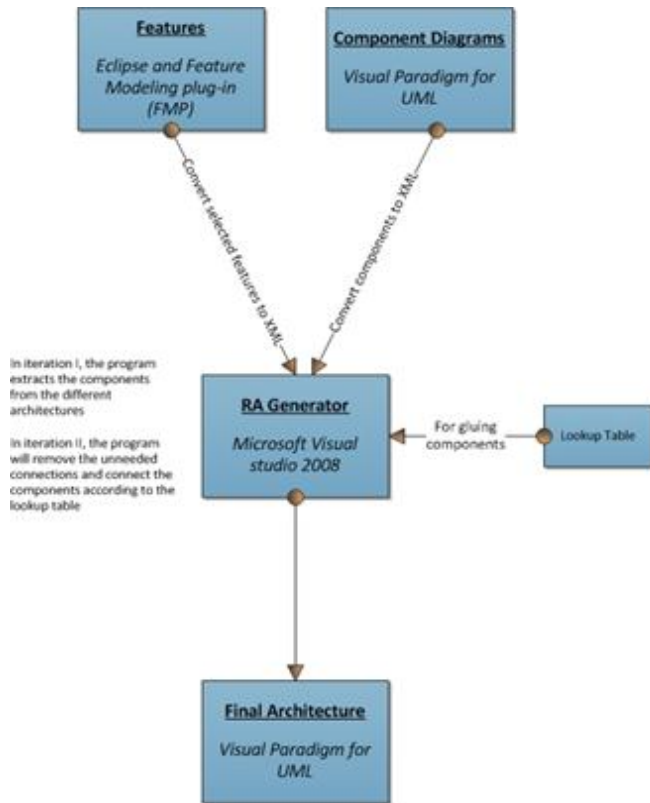 Features
Eclipse and Feature
Modeling plug-in
(FMP)
Component Diagrams
Visual Paradigm for
UML
Convert selected features to XML
Convert components to XML
In iteration I, the program
extracts the components
from the different
architectures
In iteration II, the program
will remove the unneeded
connections and connect the
components according to the
lookup table
RA Generator
Microsoft Visual
studio 2008
For gluing
components
Lookup Table
Final Architecture
Visual Paradigm for
UML